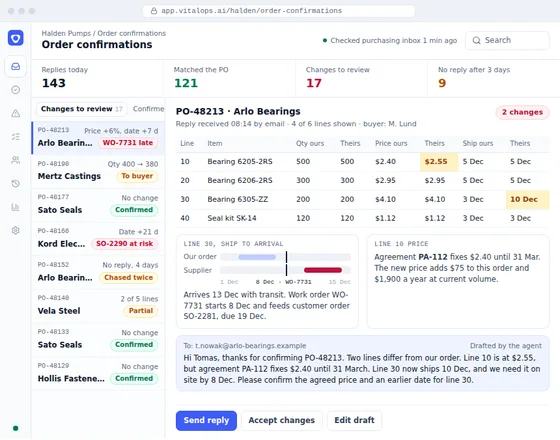 app.vitalops.ai/halden/order-confirmations
Halden Pumps / Order confirmations
Order confirmations
Checked purchasing inbox 1 min ago
Search
Replies today
143
Matched the PO
121
Changes to review
17
No reply after 3 days
9
Changes to review 17
Confirme
PO-48213 Price +6%, date +7 d
Arlo Bearin... WO-7731 late
PO-48190 Qty 400 → 380
Mertz Castings To buyer
PO-48177 No change
Sato Seals Confirmed
PO-48166 Date +21 d
Kord Elec... SO-2290 at risk
PO-48152 No reply, 4 days
Arlo Bearin... Chased twice
PO-48140 2 of 5 lines
Vela Steel Partial
PO-48133 No change
Sato Seals Confirmed
PO-48129 No change
Hollis Fastene... Confirmed
PO-48213 · Arlo Bearings
2 changes
Reply received 08:14 by email · 4 of 6 lines shown · buyer: M. Lund
Line Item Qty ours Theirs Price ours Theirs Ship ours Theirs
10 Bearing 6205-2RS 500 500 $2.40 $2.55 5 Dec 5 Dec
20 Bearing 6206-2RS 300 300 $2.95 $2.95 5 Dec 5 Dec
30 Bearing 6305-ZZ 200 200 $4.10 $4.10 3 Dec 10 Dec
40 Seal kit SK-14 120 120 $1.12 $1.12 3 Dec 3 Dec
LINE 30, SHIP TO ARRIVAL
Our order
Supplier
1 Dec 8 Dec · WO-7731 15 Dec
Arrives 13 Dec with transit. Work order WO-
7731 starts 8 Dec and feeds customer order
SO-2281, due 19 Dec.
LINE 10 PRICE
Agreement PA-112 fixes $2.40 until 31 Mar.
The new price adds $75 to this order and
$1,900 a year at current volume.
To: t.nowak@arlo-bearings.example
Drafted by the agent
Hi Tomas, thanks for confirming PO-48213. Two lines differ from our order. Line 10 is at $2.55,
but agreement PA-112 fixes $2.40 until 31 March. Line 30 now ships 10 Dec, and we need it on
site by 8 Dec. Please confirm the agreed price and an earlier date for line 30.
Send reply
Accept changes
Edit draft